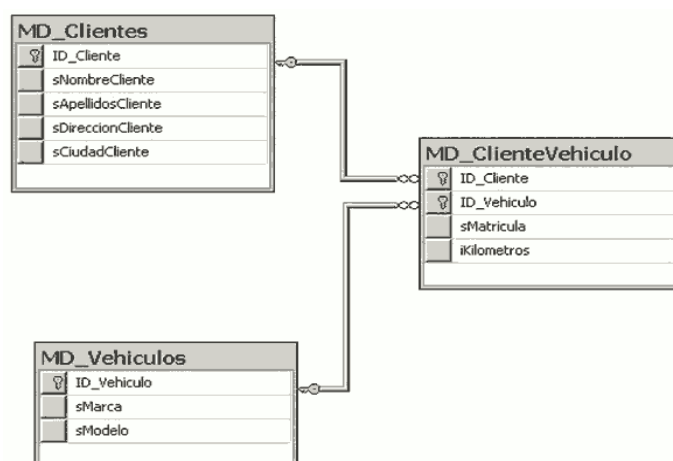 MD_Clientes
ID_Cliente
sNombreCliente
sApellidosCliente
sDireccionCliente
sCiudadCliente
MD_ClienteVehiculo
ID_Cliente
ID_Vehiculo
sMatricula
iKilometros
MD_Vehiculos
ID_Vehiculo
sMarca
sModelo